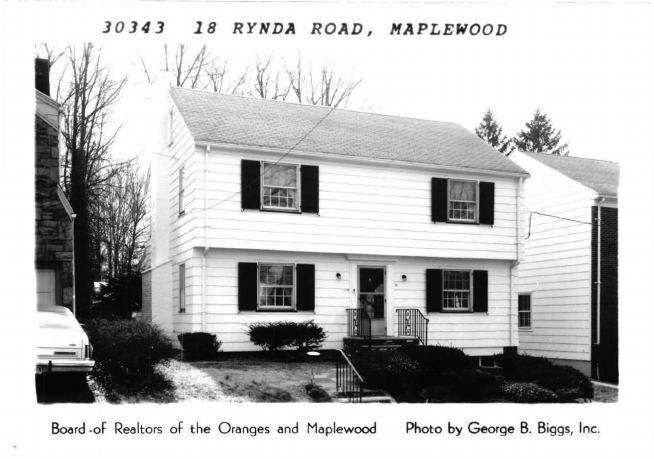 30343 18 RYNDA ROAD, MAPLEWOOD
Board of Realtors of the Oranges and Maplewood Photo by George B. Biggs, Inc.